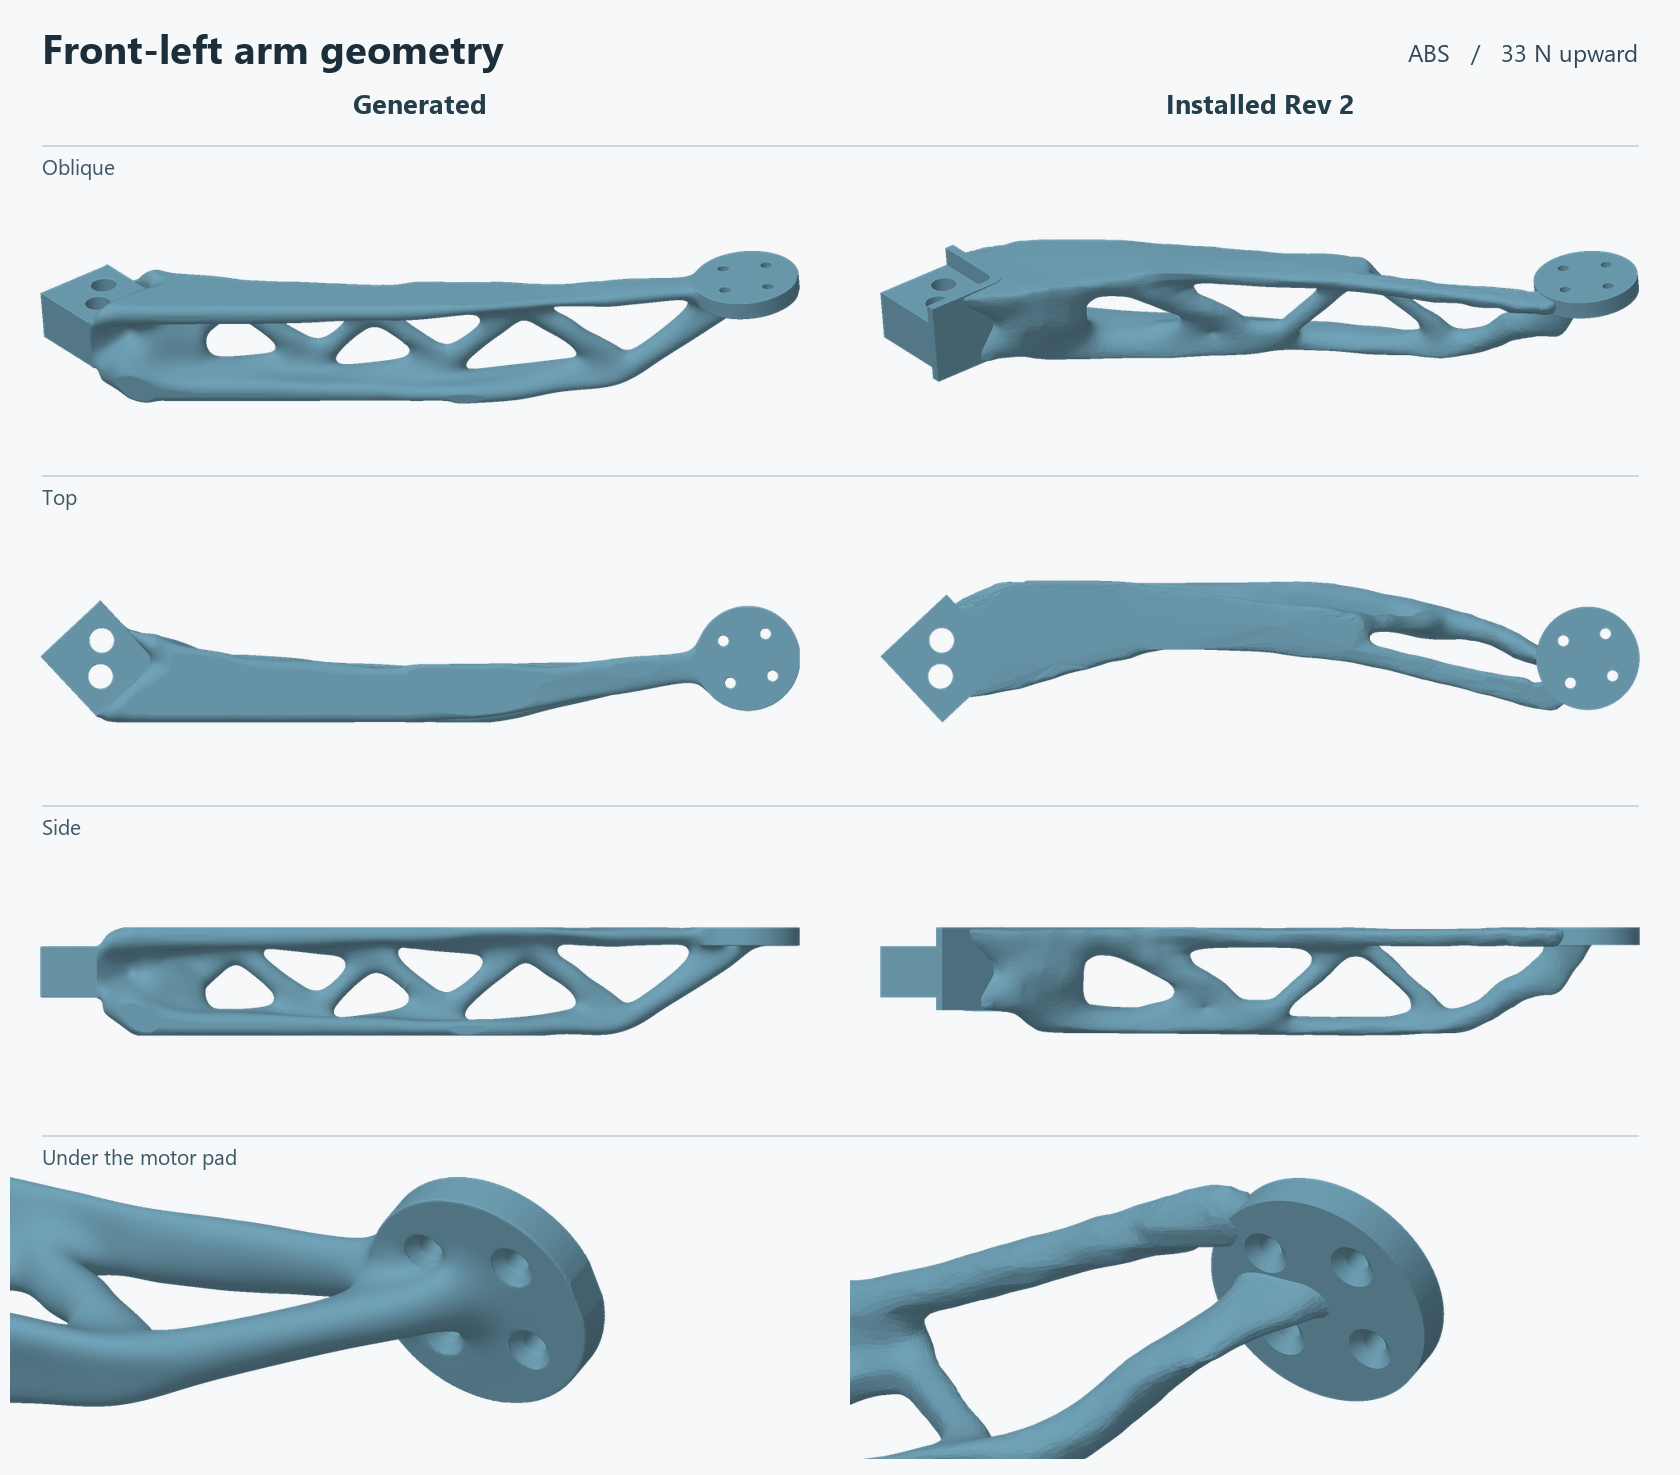 Front-left arm geometry
ABS / 33 N upward
Generated
Installed Rev 2
Oblique
Top
Side
Under the motor pad